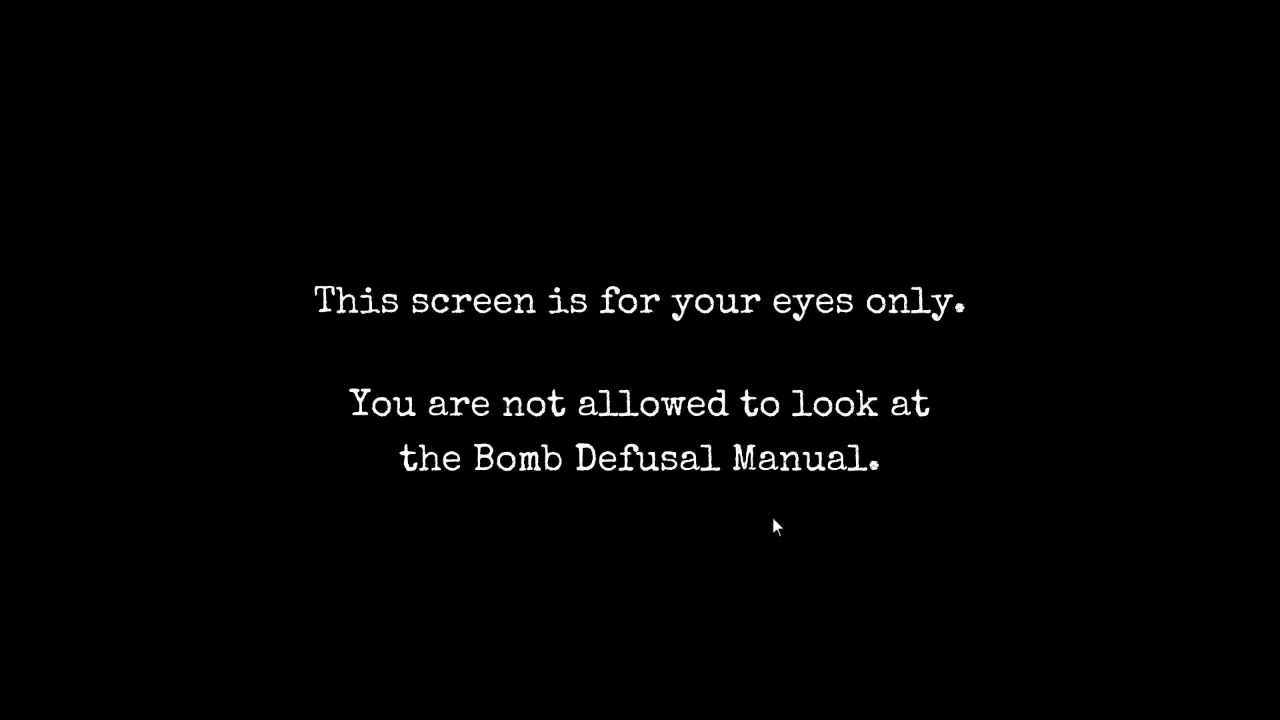 This screen is for your eyes only.
You are not allowed to look at
the Bomb Defusal Manual.